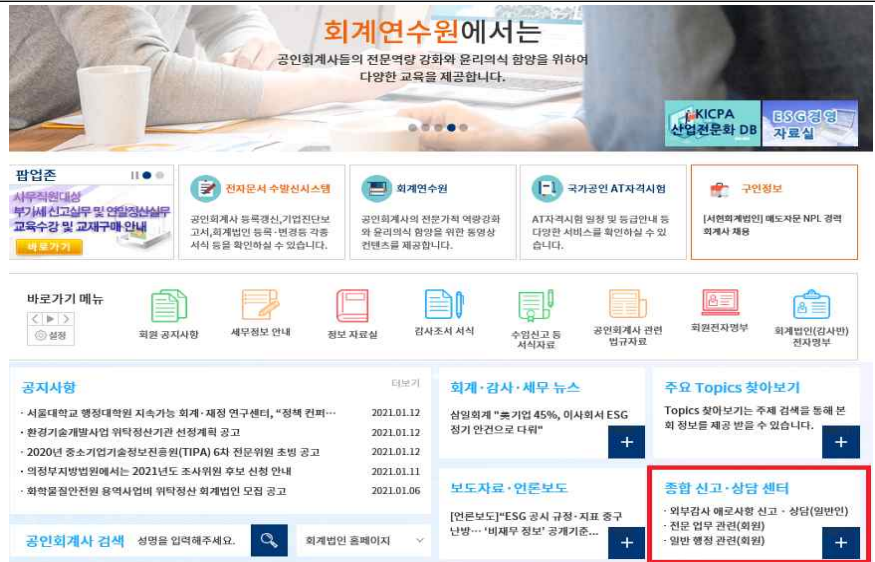 회계연수원에서는
공인회계사들의 전문역량 강화와 윤리의식 함양을 위하여
다양한 교육을 제공합니다.
KICPA
산업전문화 DB
ESG경영
자료실
팝업존
사무직원대상
부가세 신고실무 및 연말정산실무
교육수강 및 교재구매 안내
바로가기
전자문서 수발신시스템
공인회계사 등록갱신,기업진단보
고서,회계법인 등록·변경등 각종
서식 등을 확인하실 수 있습니다.
회계연수원
공인회계사의 전문가적 역량강화
와 윤리의식 함양을 위한 동영상
컨텐츠를 제공합니다.
국가공인 AT자격시험
AT자격시험 일정 및 등급안내 등
다양한 서비스를 확인하실 수 있
습니다.
구인정보
[서현회계법인] 매도자문 NPL 경력
회계사 채용
바로가기 메뉴
설정
회원 공지사항
세무정보 안내
정보 자료실
감사조서 서식
수임신고 등
서식자료
공인회계사 관련
법규자료
회원전자명부
회계법인(감사반)
전자명부
공지사항
더보기
· 서울대학교 행정대학원 지속가능 회계·재정 연구센터, “정책 컨퍼… 2021.01.12
· 환경기술개발사업 위탁정산기관 선정계획 공고 2021.01.12
· 2020년 중소기업기술정보진흥원(TIPA) 6차 전문위원 초빙 공고 2021.01.12
· 의정부지방법원에서는 2021년도 조사위원 후보 신청 안내 2021.01.11
· 화학물질안전원 용역사업비 위탁정산 회계법인 모집 공고 2021.01.06
공인회계사 검색 성명을 입력해주세요.
회계법인 홈페이지
회계·감사·세무 뉴스
삼일회계 "美기업 45%, 이사회서 ESG
정기 안건으로 다뤄"
+
주요 Topics 찾아보기
Topics 찾아보기는 주제 검색을 통해 본
회 정보를 제공 받을 수 있습니다.
+
보도자료·언론보도
[언론보도]“ESG 공시 규정·지표 중구
난방… ‘비재무 정보’ 공개기준…
+
종합 신고·상담 센터
· 외부감사 애로사항 신고 · 상담(일반인)
· 전문 업무 관련(회원)
· 일반 행정 관련(회원)
+